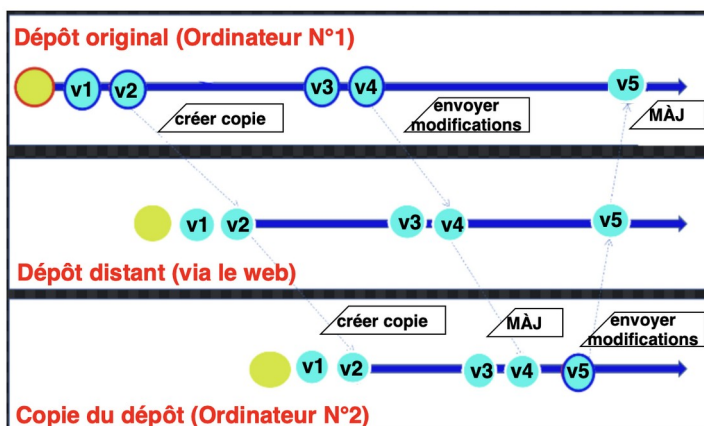 Dépôt original (Ordinateur N°1)
v1 v2 v3 v4 v5
créer copie
envoyer
modifications
MÀJ
v1 v2 v3 v4 v5
Dépôt distant (via le web)
créer copie
MÀJ
envoyer
modifications
v1 v2 v3 v4 v5
Copie du dépôt (Ordinateur N°2)